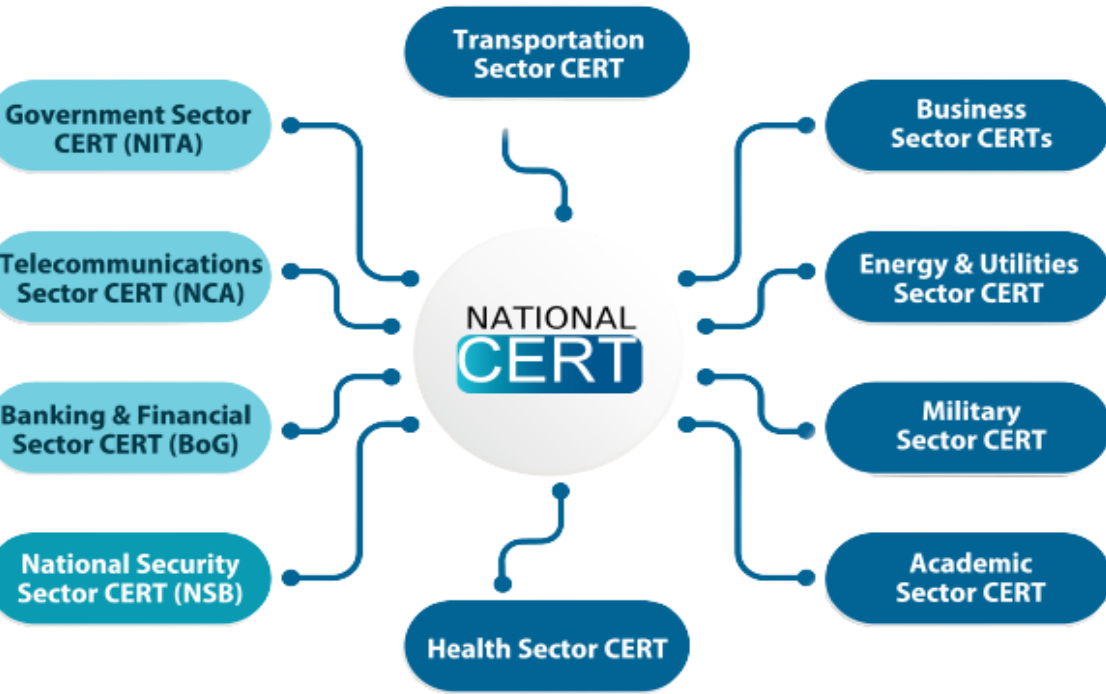 Transportation
Sector CERT
Government Sector
CERT (NITA)
Business
Sector CERTs
Telecommunications
Sector CERT (NCA)
Energy & Utilities
Sector CERT
NATIONAL
CERT
Banking & Financial
Sector CERT (BoG)
Military
Sector CERT
National Security
Sector CERT (NSB)
Academic
Sector CERT
Health Sector CERT